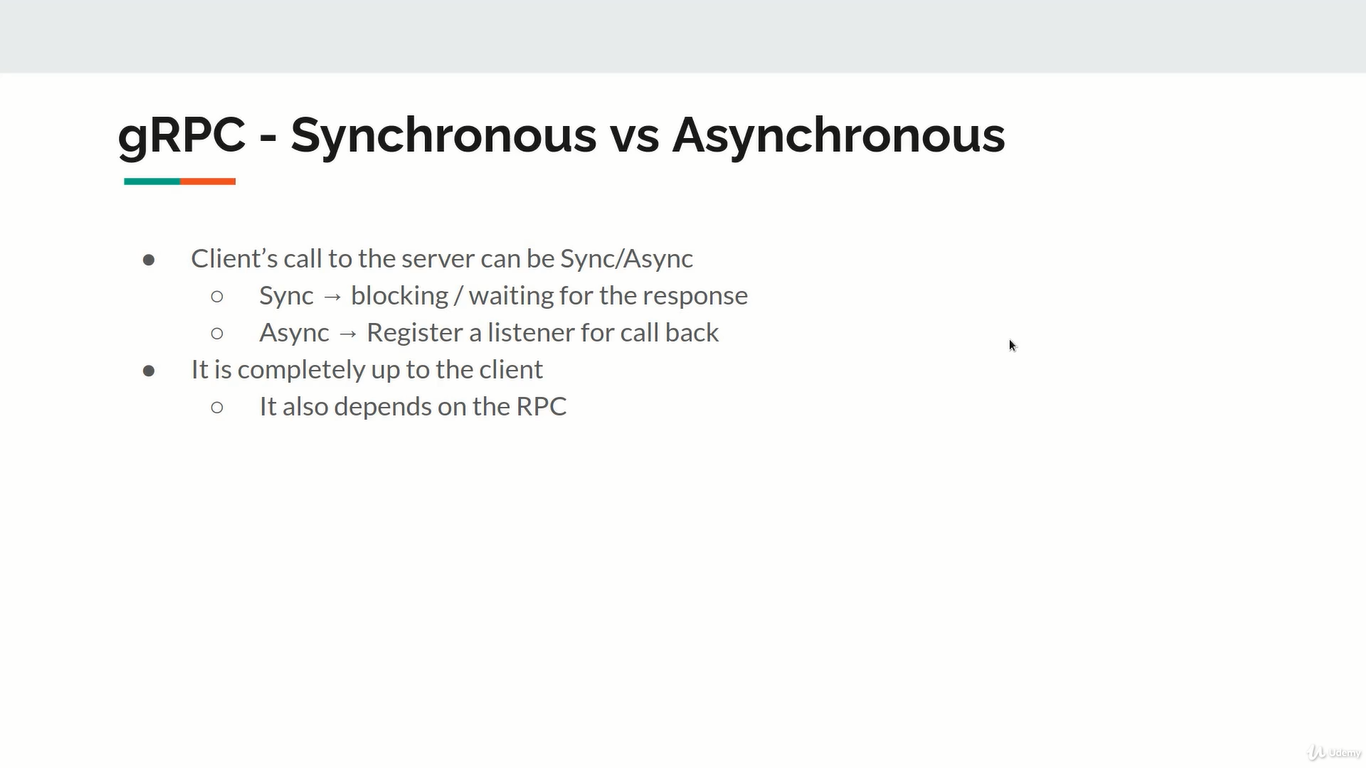 gRPC - Synchronous vs Asynchronous
● Client’s call to the server can be Sync/Async
○ Sync → blocking / waiting for the response
○ Async → Register a listener for call back
● It is completely up to the client
○ It also depends on the RPC
Udemy